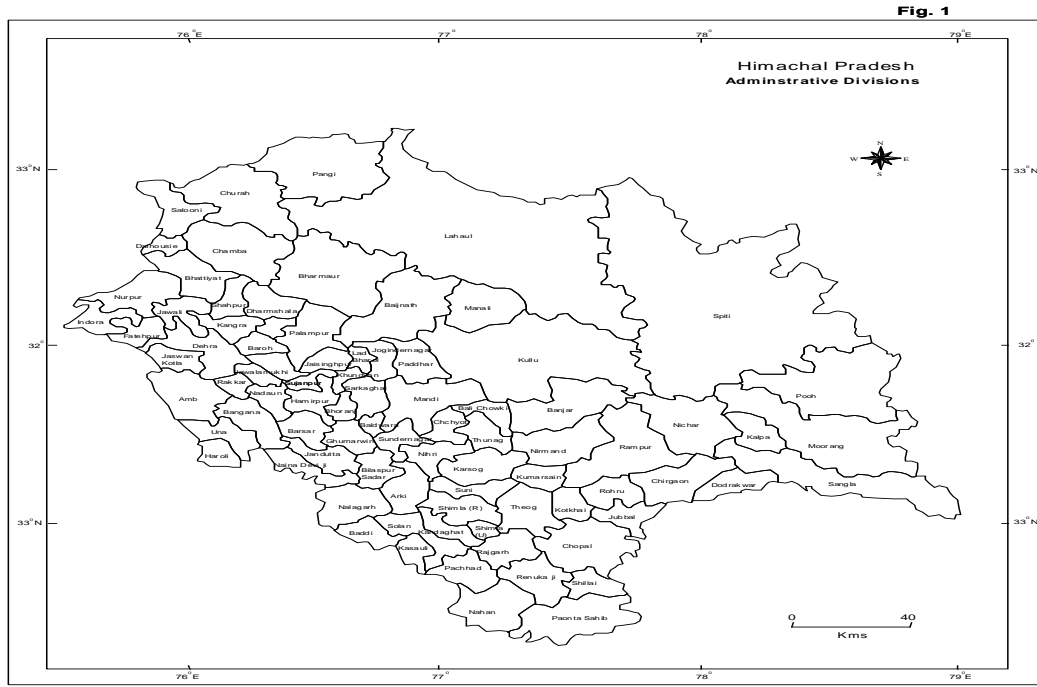 Fig. 1
76°E
77°
78°
79°E
Himachal Pradesh
Adminstrative Divisions
N
W
E
S
33°N
33°N
Pangi
Churah
Salooni
Lahaul
Chamba
Bhattiyat
Bharmaur
Nurpur
Shahpur
Dharmshala
Baijnath
Manali
Jawali
Spiti
Indora
Kangra
Fatehpur
Palampur
32°
32°
Dehra
Baroh
Lad
Jogindernagar
Jaswan
Kotla
Jaisinghpur
Paddhar
Kullu
Rakkar
Sujanpur
Sarkaghat
Nadaun
Hamirpur
Amb
Mandi
Pooh
Bangana
Bhoranj
Bali Chowki
Banjar
Una
Barsar
Baldwara
Chchyot
Nichar
Ghumarwin
Sundernagar
Thunag
Kalpa
Moorang
Haroli
Jandutta
Nihri
Nirmand
Rampur
Naina Devi ji
Bilaspur
Sadar
Karsog
Kumarsain
Chirgaon
Dodrakwar
Sangla
Suni
Rohru
Arki
Nalagarh
Shimla (R)
Theog
Kotkhai
Jubbal
33°N
33°N
Solan
Baddi
Kandaghat
Shimla
(U)
Kasauli
Rajgarh
Chopal
Pachhad
Renuka ji
Shillai
Nahan
Paonta Sahib
0
40
Kms
76°E
77°
78°
79°E